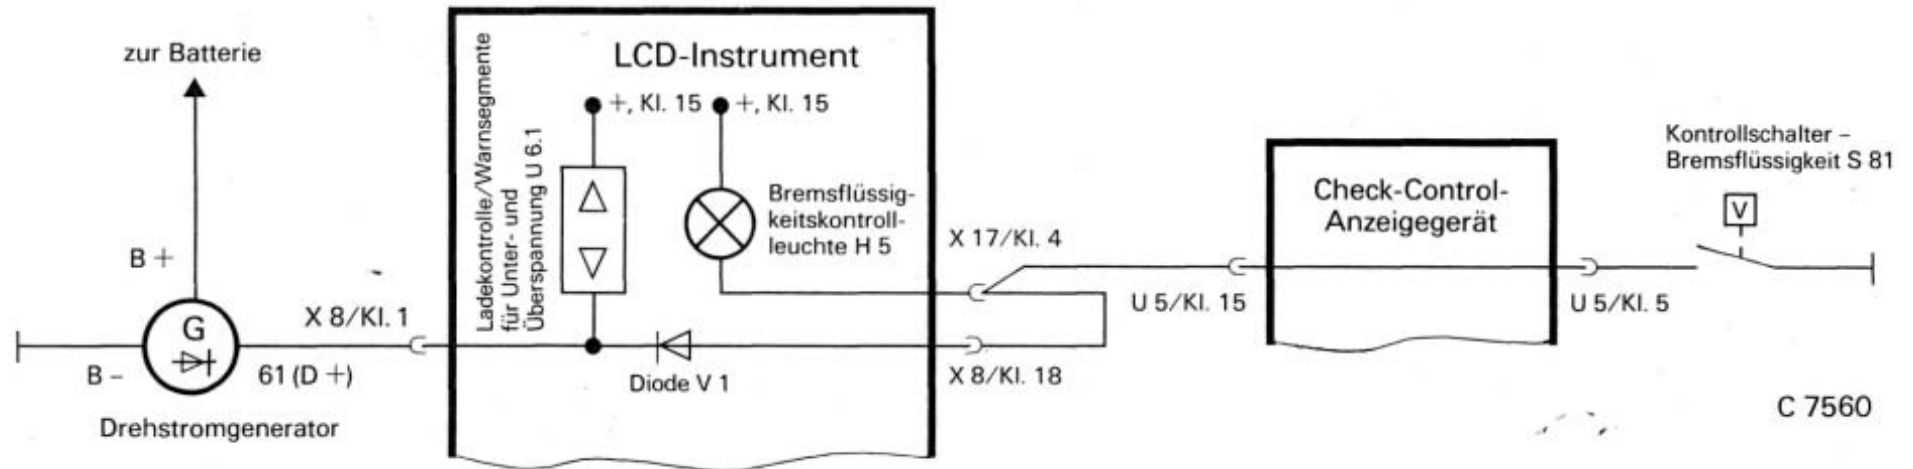 zur Batterie
B +
G
B –
X 8/Kl. 1
61 (D +)
Drehstromgenerator
LCD-Instrument
Ladekontrolle/Warnsegmente
für Unter- und
Überspannung U 6.1
+, Kl. 15
+, Kl. 15
Bremsflüssig-
keitskontroll-
leuchte H 5
Diode V 1
X 17/Kl. 4
X 8/Kl. 18
U 5/Kl. 15
Check-Control-
Anzeigegerät
U 5/Kl. 5
Kontrollschalter –
Bremsflüssigkeit S 81
V
C 7560